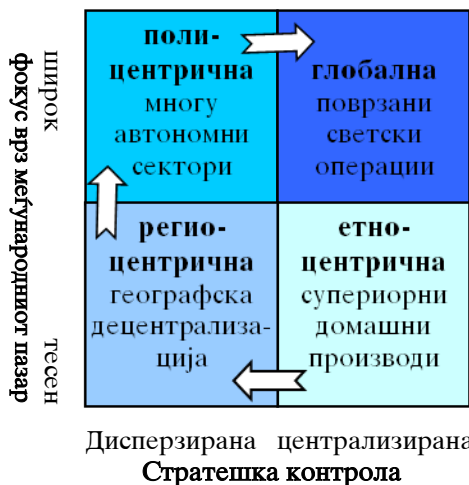 поли-
центрична
многу
автономни
сектори
глобална
поврзани
светски
операции
регио-
центрична
географска
децентрализа-
ција
етно-
центрична
супериорни
домашни
производи
широк
тесен
фокус врз меѓународниот пазар
Дисперзирана централизирана
Стратешка контрола